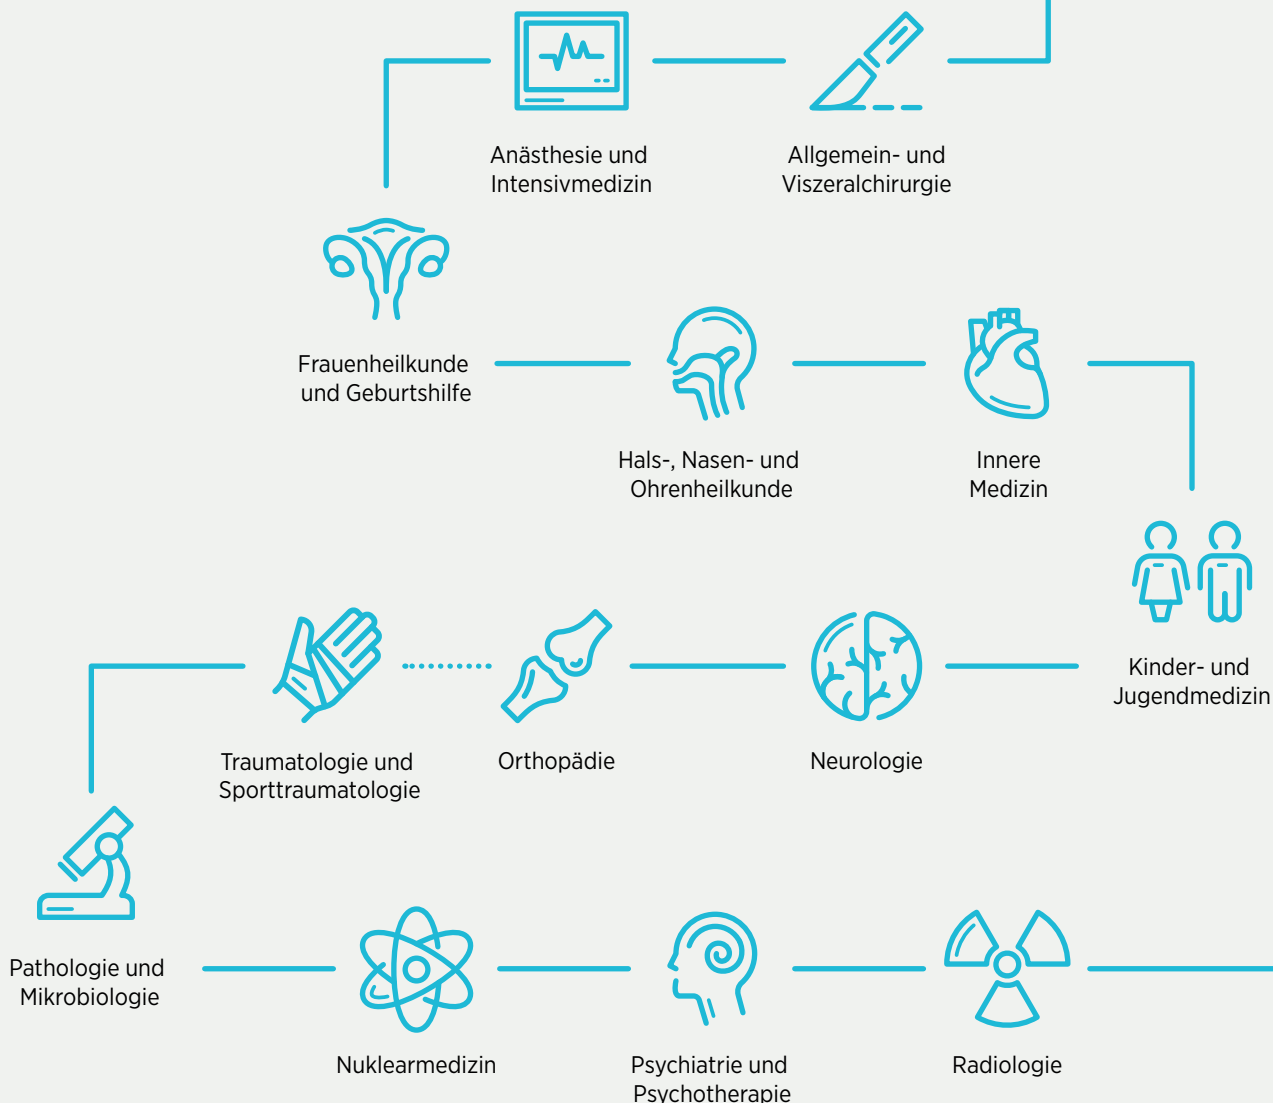 Anästhesie und
Intensivmedizin
Allgemein- und
Viszeralchirurgie
Frauenheilkunde
und Geburtshilfe
Hals-, Nasen- und
Ohrenheilkunde
Innere
Medizin
Kinder- und
Jugendmedizin
Traumatologie und
Sporttraumatologie
Orthopädie
Neurologie
Pathologie und
Mikrobiologie
Nuklearmedizin
Psychiatrie und
Psychotherapie
Radiologie